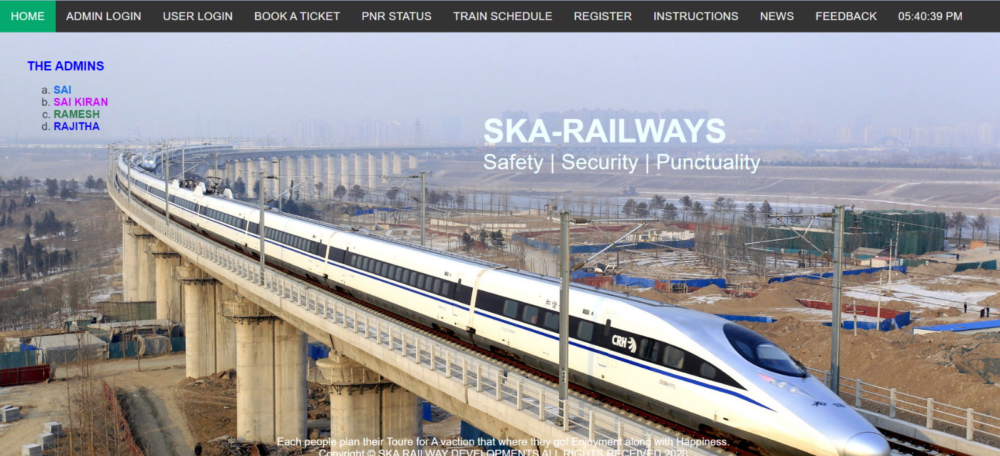 HOME ADMIN LOGIN USER LOGIN BOOK A TICKET PNR STATUS TRAIN SCHEDULE REGISTER INSTRUCTIONS NEWS FEEDBACK 05:40:39 PM
THE ADMINS
a. SAI
b. SAI KIRAN
c. RAMESH
d. RAJITHA
SKA-RAILWAYS
Safety | Security | Punctuality
和谐
CRH
Each people plan their Toure for A vaction that where they got Enjoyment along with Happiness.
Copyright © SKA RAILWAY DEVELOPMENTS ALL RIGHTS RECEIVED 2023